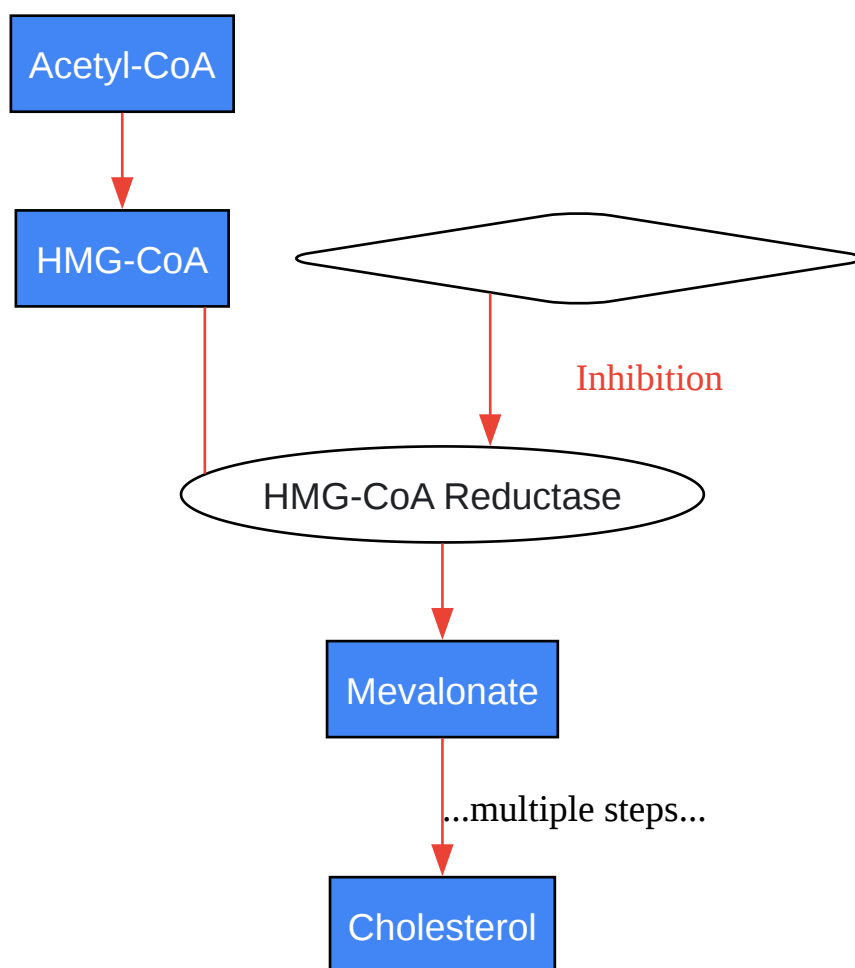 Acetyl-CoA
HMG-CoA
Inhibition
HMG-CoA Reductase
Mevalonate
...multiple steps...
Cholesterol